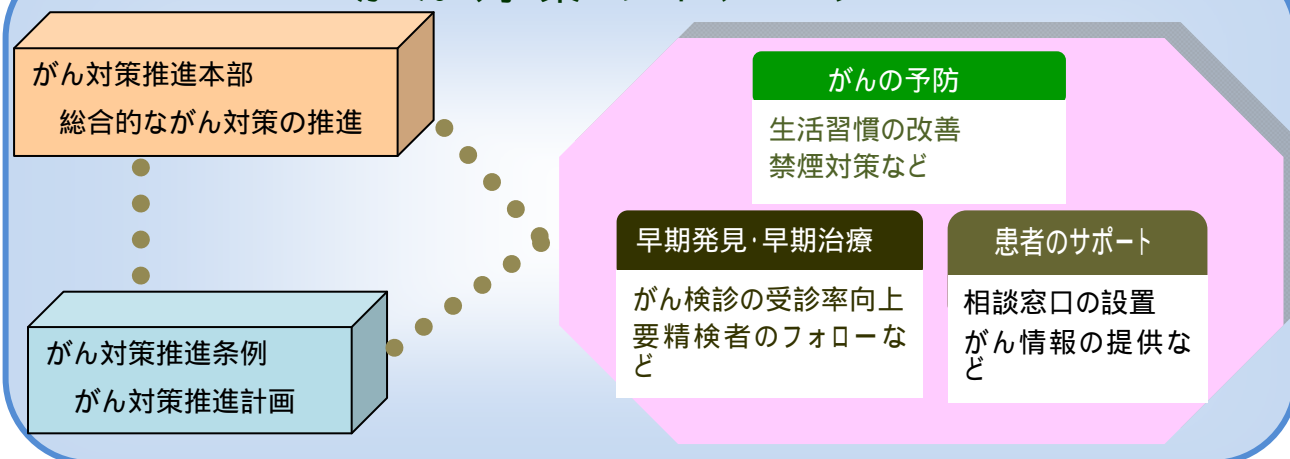 がん対策推進本部
総合的ながん対策の推進
がん対策推進条例
がん対策推進計画
がんの予防
生活習慣の改善
禁煙対策など
早期発見・早期治療
がん検診の受診率向上
要精検者のフォローな
ど
患者のサポート
相談窓口の設置
がん情報の提供な
ど